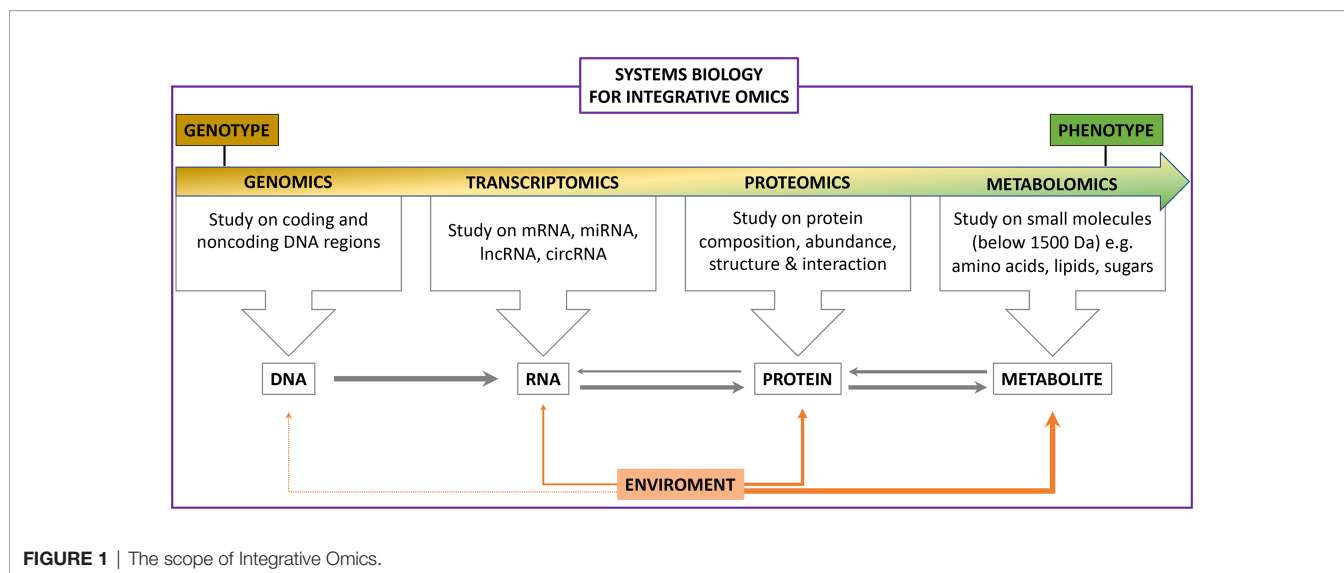 SYSTEMS BIOLOGY
FOR INTEGRATIVE OMICS
GENOTYPE
PHENOTYPE
GENOMICS
TRANSCRIPTOMICS
PROTEOMICS
METABOLOMICS
Study on coding and
noncoding DNA regions
Study on mRNA, miRNA,
lncRNA, circRNA
Study on protein
composition, abundance,
structure & interaction
Study on small molecules
(below 1500 Da) e.g.
amino acids, lipids, sugars
DNA
RNA
PROTEIN
METABOLITE
ENVIROMENT
FIGURE 1 | The scope of Integrative Omics.